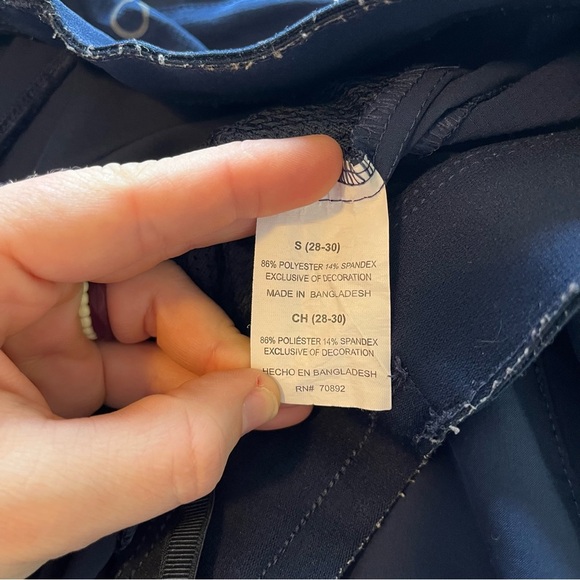 S (28-30)
86% POLYESTER 14% SPANDEX
EXCLUSIVE OF DECORATION
MADE IN BANGLADESH
CH (28-30)
86% POLIÉSTER 14% SPANDEX
EXCLUSIVE OF DECORATION
HECHO EN BANGLADESH
RN# 70892